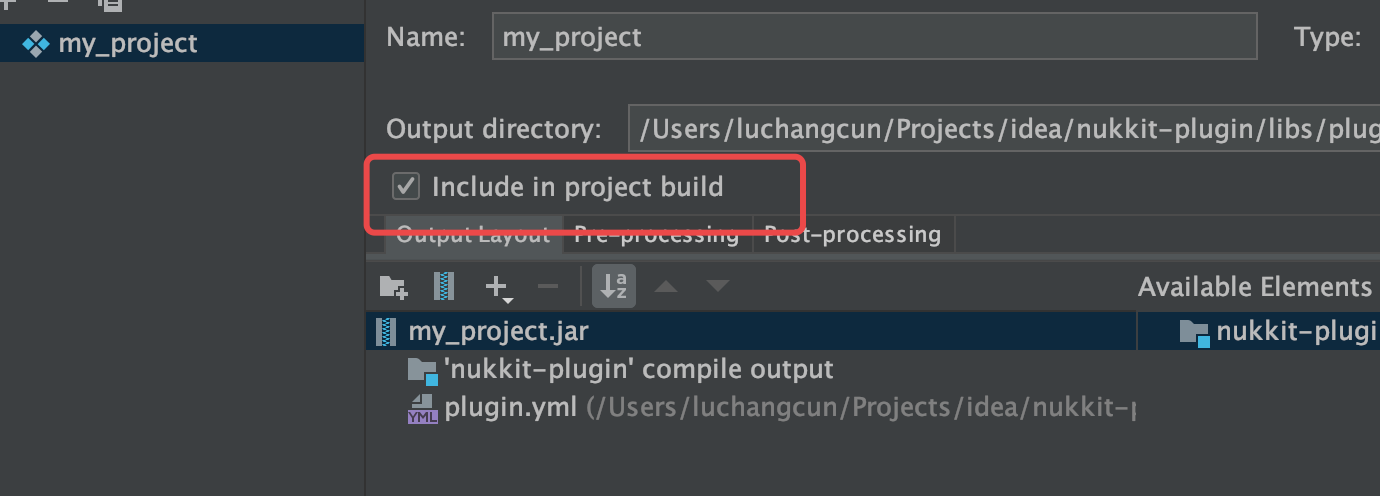 my_project
Name: my_project Type:
Output directory: /Users/luchangcun/Projects/idea/nukkit-plugin/libs/plug
Include in project build
Output Layout Pre-processing Post-processing
Available Elements
my_project.jar nukkit-plugi
'nukkit-plugin' compile output
plugin.yml (/Users/luchangcun/Projects/idea/nukkit-p